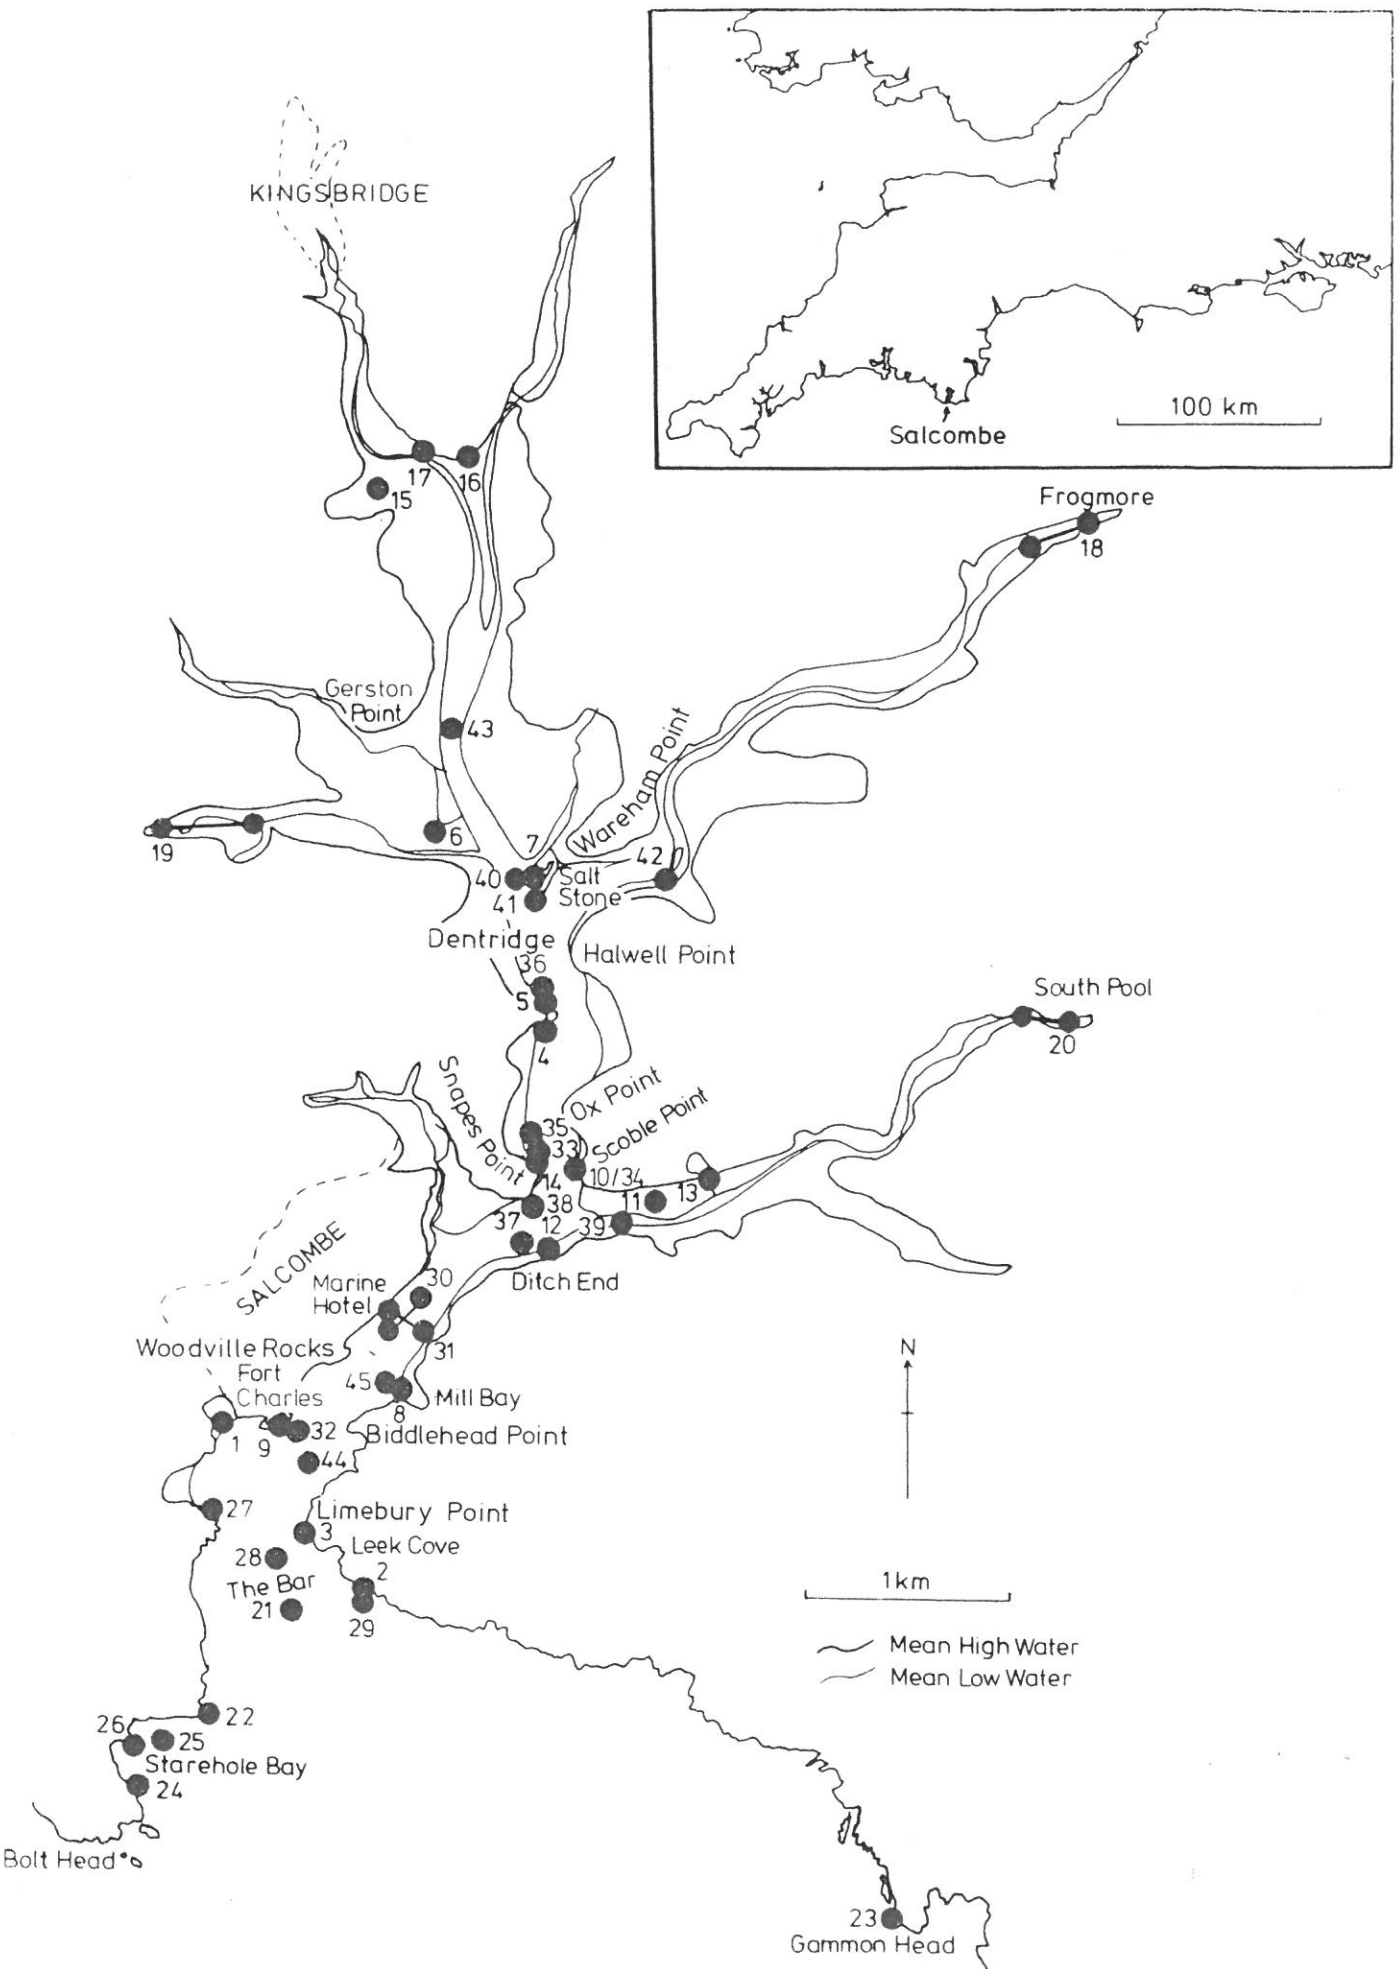 KINGSBRIDGE
100 km
Salcombe
17
16
15
Frogmore
18
Gerston
Point
43
Wareham Point
6
7
19
42
40
Salt
Stone
41
Dentridge
Halwell Point
36
5
South Pool
20
4
Snapes Point
Ox Point
35
Scoble Point
33
10/34
14
11
13
38
37
12
39
SALCOMBE
Ditch End
Marine
Hotel
30
Woodville Rocks
31
Fort
Charles
45
Mill Bay
8
1
9
32
Biddlehead Point
44
N
27
Limebury Point
3
Leek Cove
28
2
The Bar
21
29
1km
Mean High Water
Mean Low Water
22
26
25
Starehole Bay
24
Bolt Head
23
Gammon Head